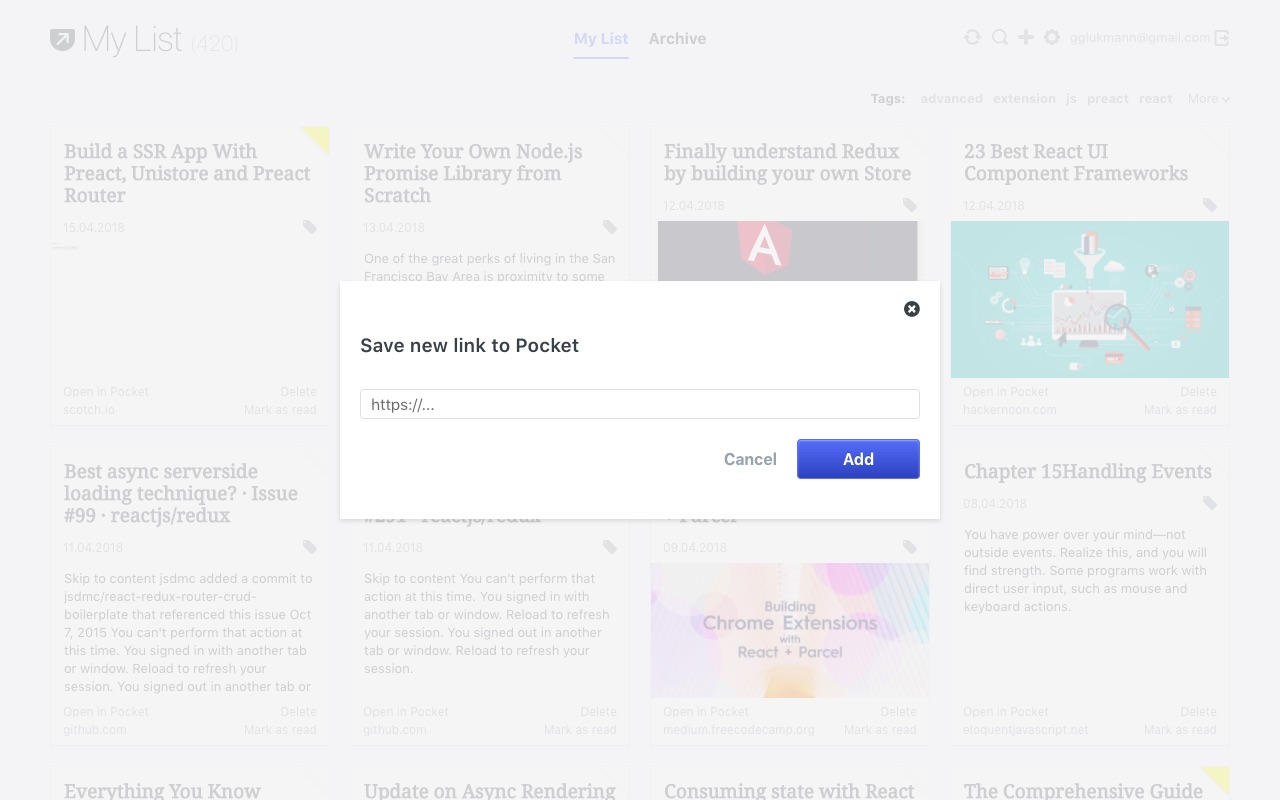 My List (420)
My List
Archive
gglukmann@gmail.com
Tags: advanced extension js preact react More
Build a SSR App With
Preact, Unistore and Preact
Router
15.04.2018
Open in Pocket
Delete
scotch.io
Mark as read
Write Your Own Node.js
Promise Library from
Scratch
13.04.2018
One of the great perks of living in the San
Francisco Bay Area is proximity to some
Finally understand Redux
by building your own Store
12.04.2018
A
23 Best React UI
Component Frameworks
12.04.2018
Open in Pocket
Delete
hackernoon.com
Mark as read
Save new link to Pocket
https://...
Cancel
Add
Best async serverside
loading technique? · Issue
#99 · reactjs/redux
11.04.2018
Skip to content jsdmc added a commit to
jsdmc/react-redux-router-crud-
boilerplate that referenced this issue Oct
7, 2015 You can't perform that action at
this time. You signed in with another tab
or window. Reload to refresh your
session. You signed out in another tab or
Open in Pocket
Delete
github.com
Mark as read
#291 · reactjs/redux
11.04.2018
Skip to content You can't perform that
action at this time. You signed in with
another tab or window. Reload to refresh
your session. You signed out in another
tab or window. Reload to refresh your
session.
Open in Pocket
Delete
github.com
Mark as read
+ Parcel
09.04.2018
Building
Chrome Extensions
with
React + Parcel
Open in Pocket
Delete
medium.freecodecamp.org
Mark as read
Chapter 15Handling Events
08.04.2018
You have power over your mind—not
outside events. Realize this, and you will
find strength. Some programs work with
direct user input, such as mouse and
keyboard actions.
Open in Pocket
Delete
eloquentjavascript.net
Mark as read
Everything You Know
Update on Async Rendering
Consuming state with React
The Comprehensive Guide